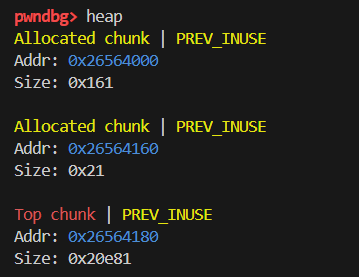 pwndbg> heap
Allocated chunk | PREV_INUSE
Addr: 0x26564000
Size: 0x161
Allocated chunk | PREV_INUSE
Addr: 0x26564160
Size: 0x21
Top chunk | PREV_INUSE
Addr: 0x26564180
Size: 0x20e81